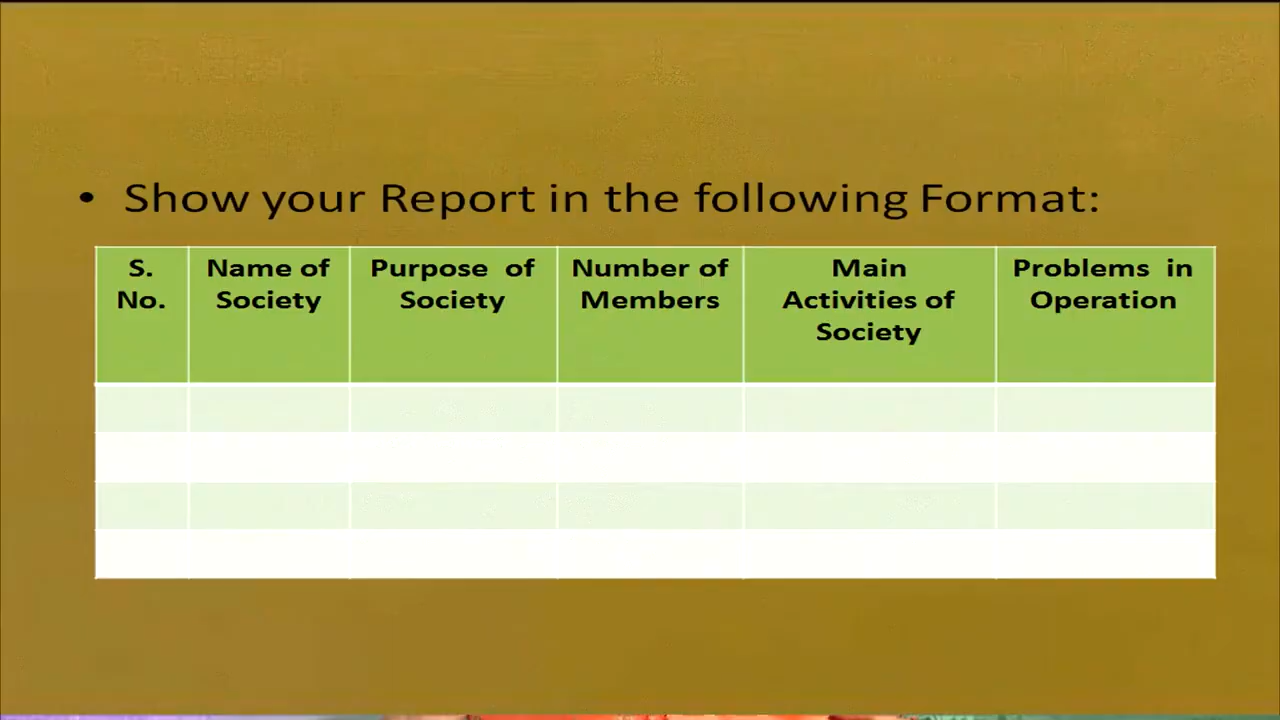 • Show your Report in the following Format:
S. No.
Name of Society
Purpose of Society
Number of Members
Main Activities of Society
Problems in Operation